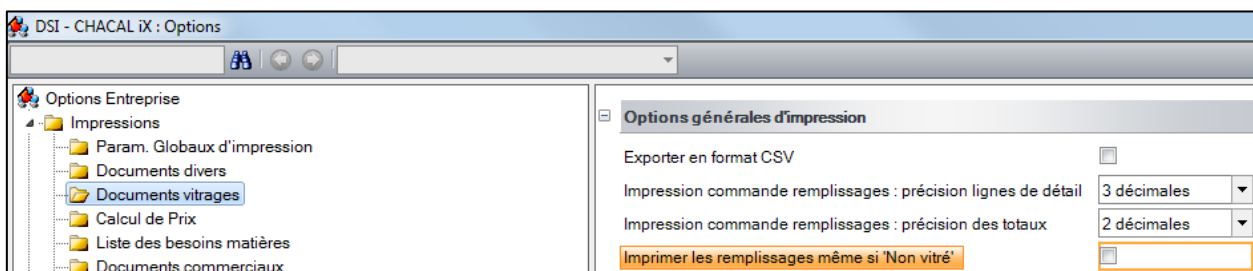 DSI - CHACAL iX : Options
Options Entreprise
Impressions
Param. Globaux d'impression
Documents divers
Documents vitrages
Calcul de Prix
Liste des besoins matières
Documents commerciaux
Options générales d'impression
Exporter en format CSV
Impression commande remplissages : précision lignes de détail 3 décimales
Impression commande remplissages : précision des totaux 2 décimales
Imprimer les remplissages même si 'Non vitré'